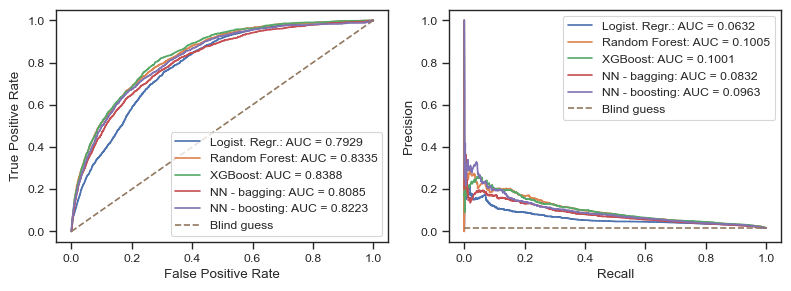 1.0
0.8
0.6
0.4
0.2
0.0
True Positive Rate
0.0 0.2 0.4 0.6 0.8 1.0
False Positive Rate
Logist. Regr.: AUC = 0.7929
Random Forest: AUC = 0.8335
XGBoost: AUC = 0.8388
NN - bagging: AUC = 0.8085
NN - boosting: AUC = 0.8223
Blind guess
1.0
0.8
0.6
0.4
0.2
0.0
Precision
0.0 0.2 0.4 0.6 0.8 1.0
Recall
Logist. Regr.: AUC = 0.0632
Random Forest: AUC = 0.1005
XGBoost: AUC = 0.1001
NN - bagging: AUC = 0.0832
NN - boosting: AUC = 0.0963
Blind guess